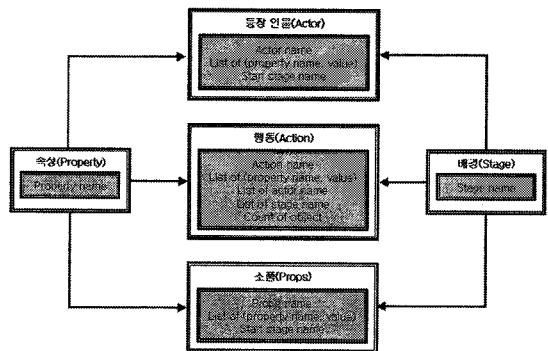 등장 인물(Actor)
Actor name
List of (property name, value)
Start stage name
속성(Property)
Property name
행동(Action)
Action name
List of (property name, value)
List of actor name
List of stage name
Count of object
배경(Stage)
Stage name
소품(Props)
Props name
List of (property name, value)
Start stage name